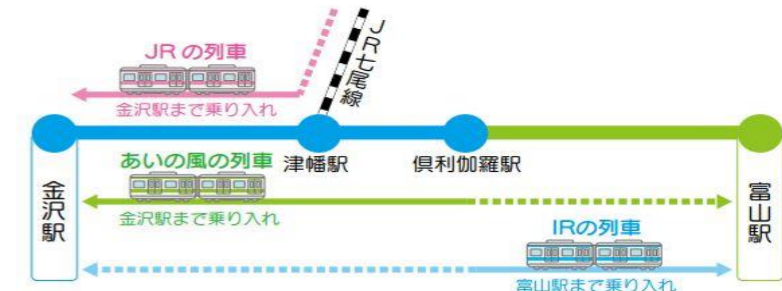 JRの列車
JR七尾線
金沢駅まで乗り入れ
あいの風の列車
津幡駅
倶利伽羅駅
金沢駅
金沢駅まで乗り入れ
富山駅
IRの列車
富山駅まで乗り入れ